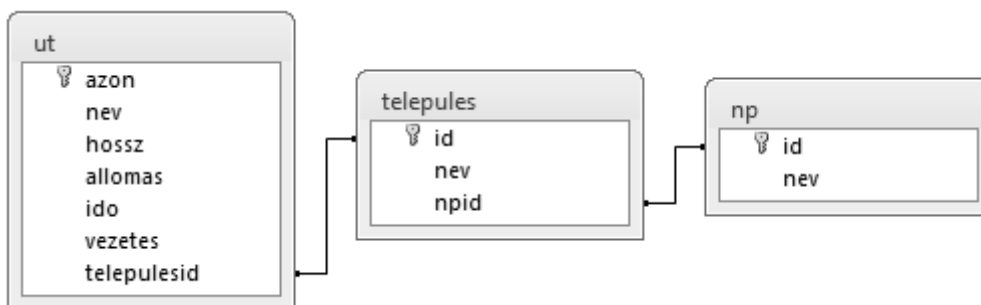 ut
azon
nev
hossz
allomas
ido
vezetes
telepulesid
telepules
id
nev
npid
np
id
nev